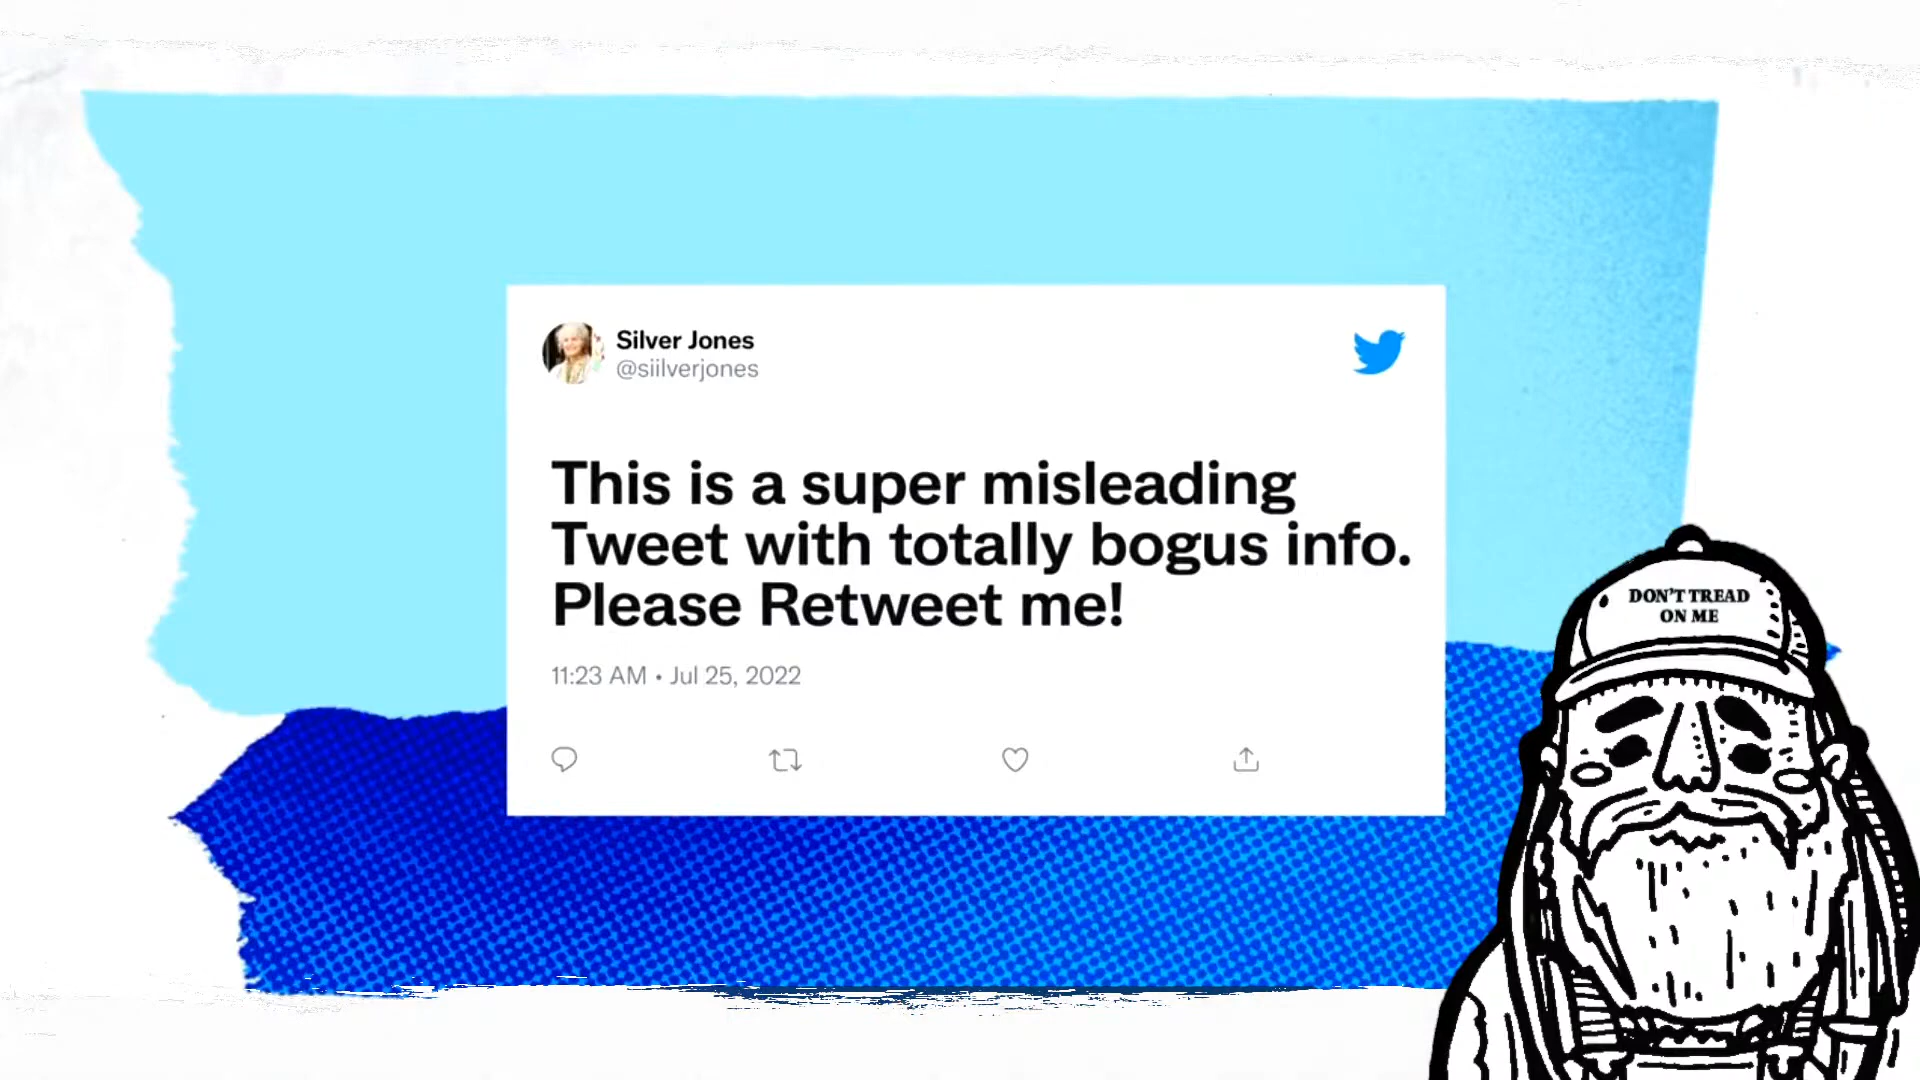 Silver Jones
@siilverjones
This is a super misleading
Tweet with totally bogus info.
Please Retweet me!
11:23 AM • Jul 25, 2022
DON'T TREAD
ON ME